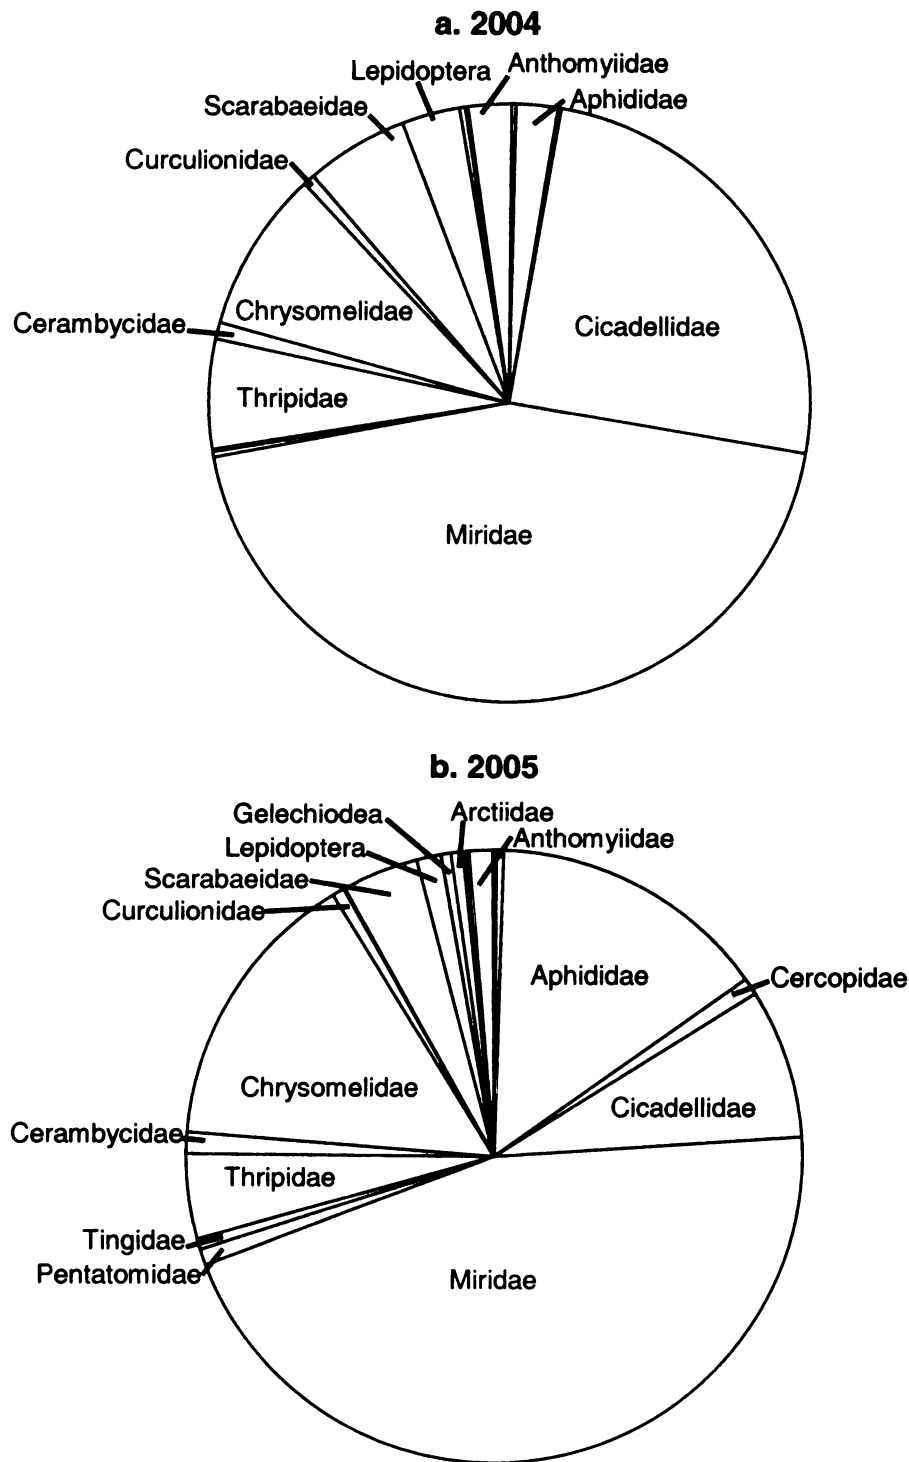 a. 2004
Lepidoptera
Anthomyiidae
Scarabaeidae
Aphididae
Curculionidae
Cerambycidae
Chrysomelidae
Cicadellidae
Thripidae
Miridae
b. 2005
Gelechiodea
Arctiidae
Lepidoptera
Anthomyiidae
Scarabaeidae
Curculionidae
Aphididae
Cercopidae
Chrysomelidae
Cicadellidae
Cerambycidae
Thripidae
Tingidae
Pentatomidae
Miridae